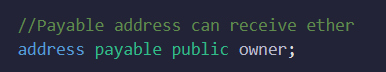 //Payable address can receive ether
address payable public owner;